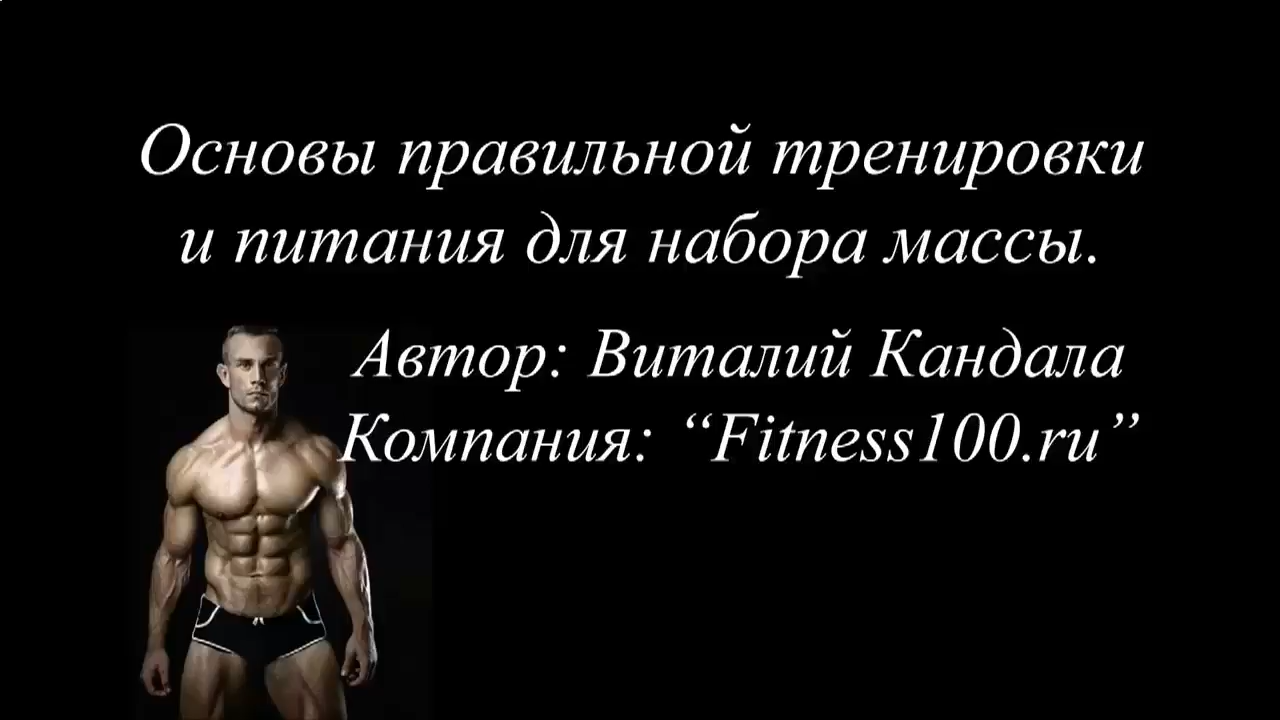 Основы правильной тренировки
и питания для набора массы.
Автор: Виталий Кандала
Компания: “Fitness100.ru”